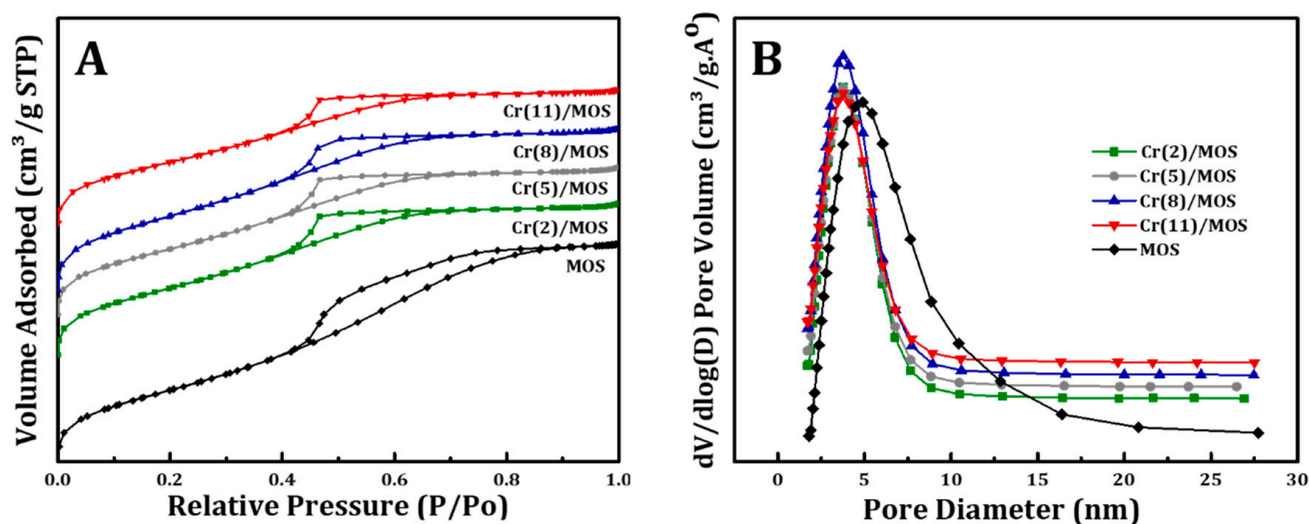 A
Volume Adsorbed (cm³/g STP)
Cr(11)/MOS
Cr(8)/MOS
Cr(5)/MOS
Cr(2)/MOS
MOS
0.0 0.2 0.4 0.6 0.8 1.0
Relative Pressure (P/Po)
B
dV/dlog(D) Pore Volume (cm³/g.A⁰)
Cr(2)/MOS
Cr(5)/MOS
Cr(8)/MOS
Cr(11)/MOS
MOS
0 5 10 15 20 25 30
Pore Diameter (nm)